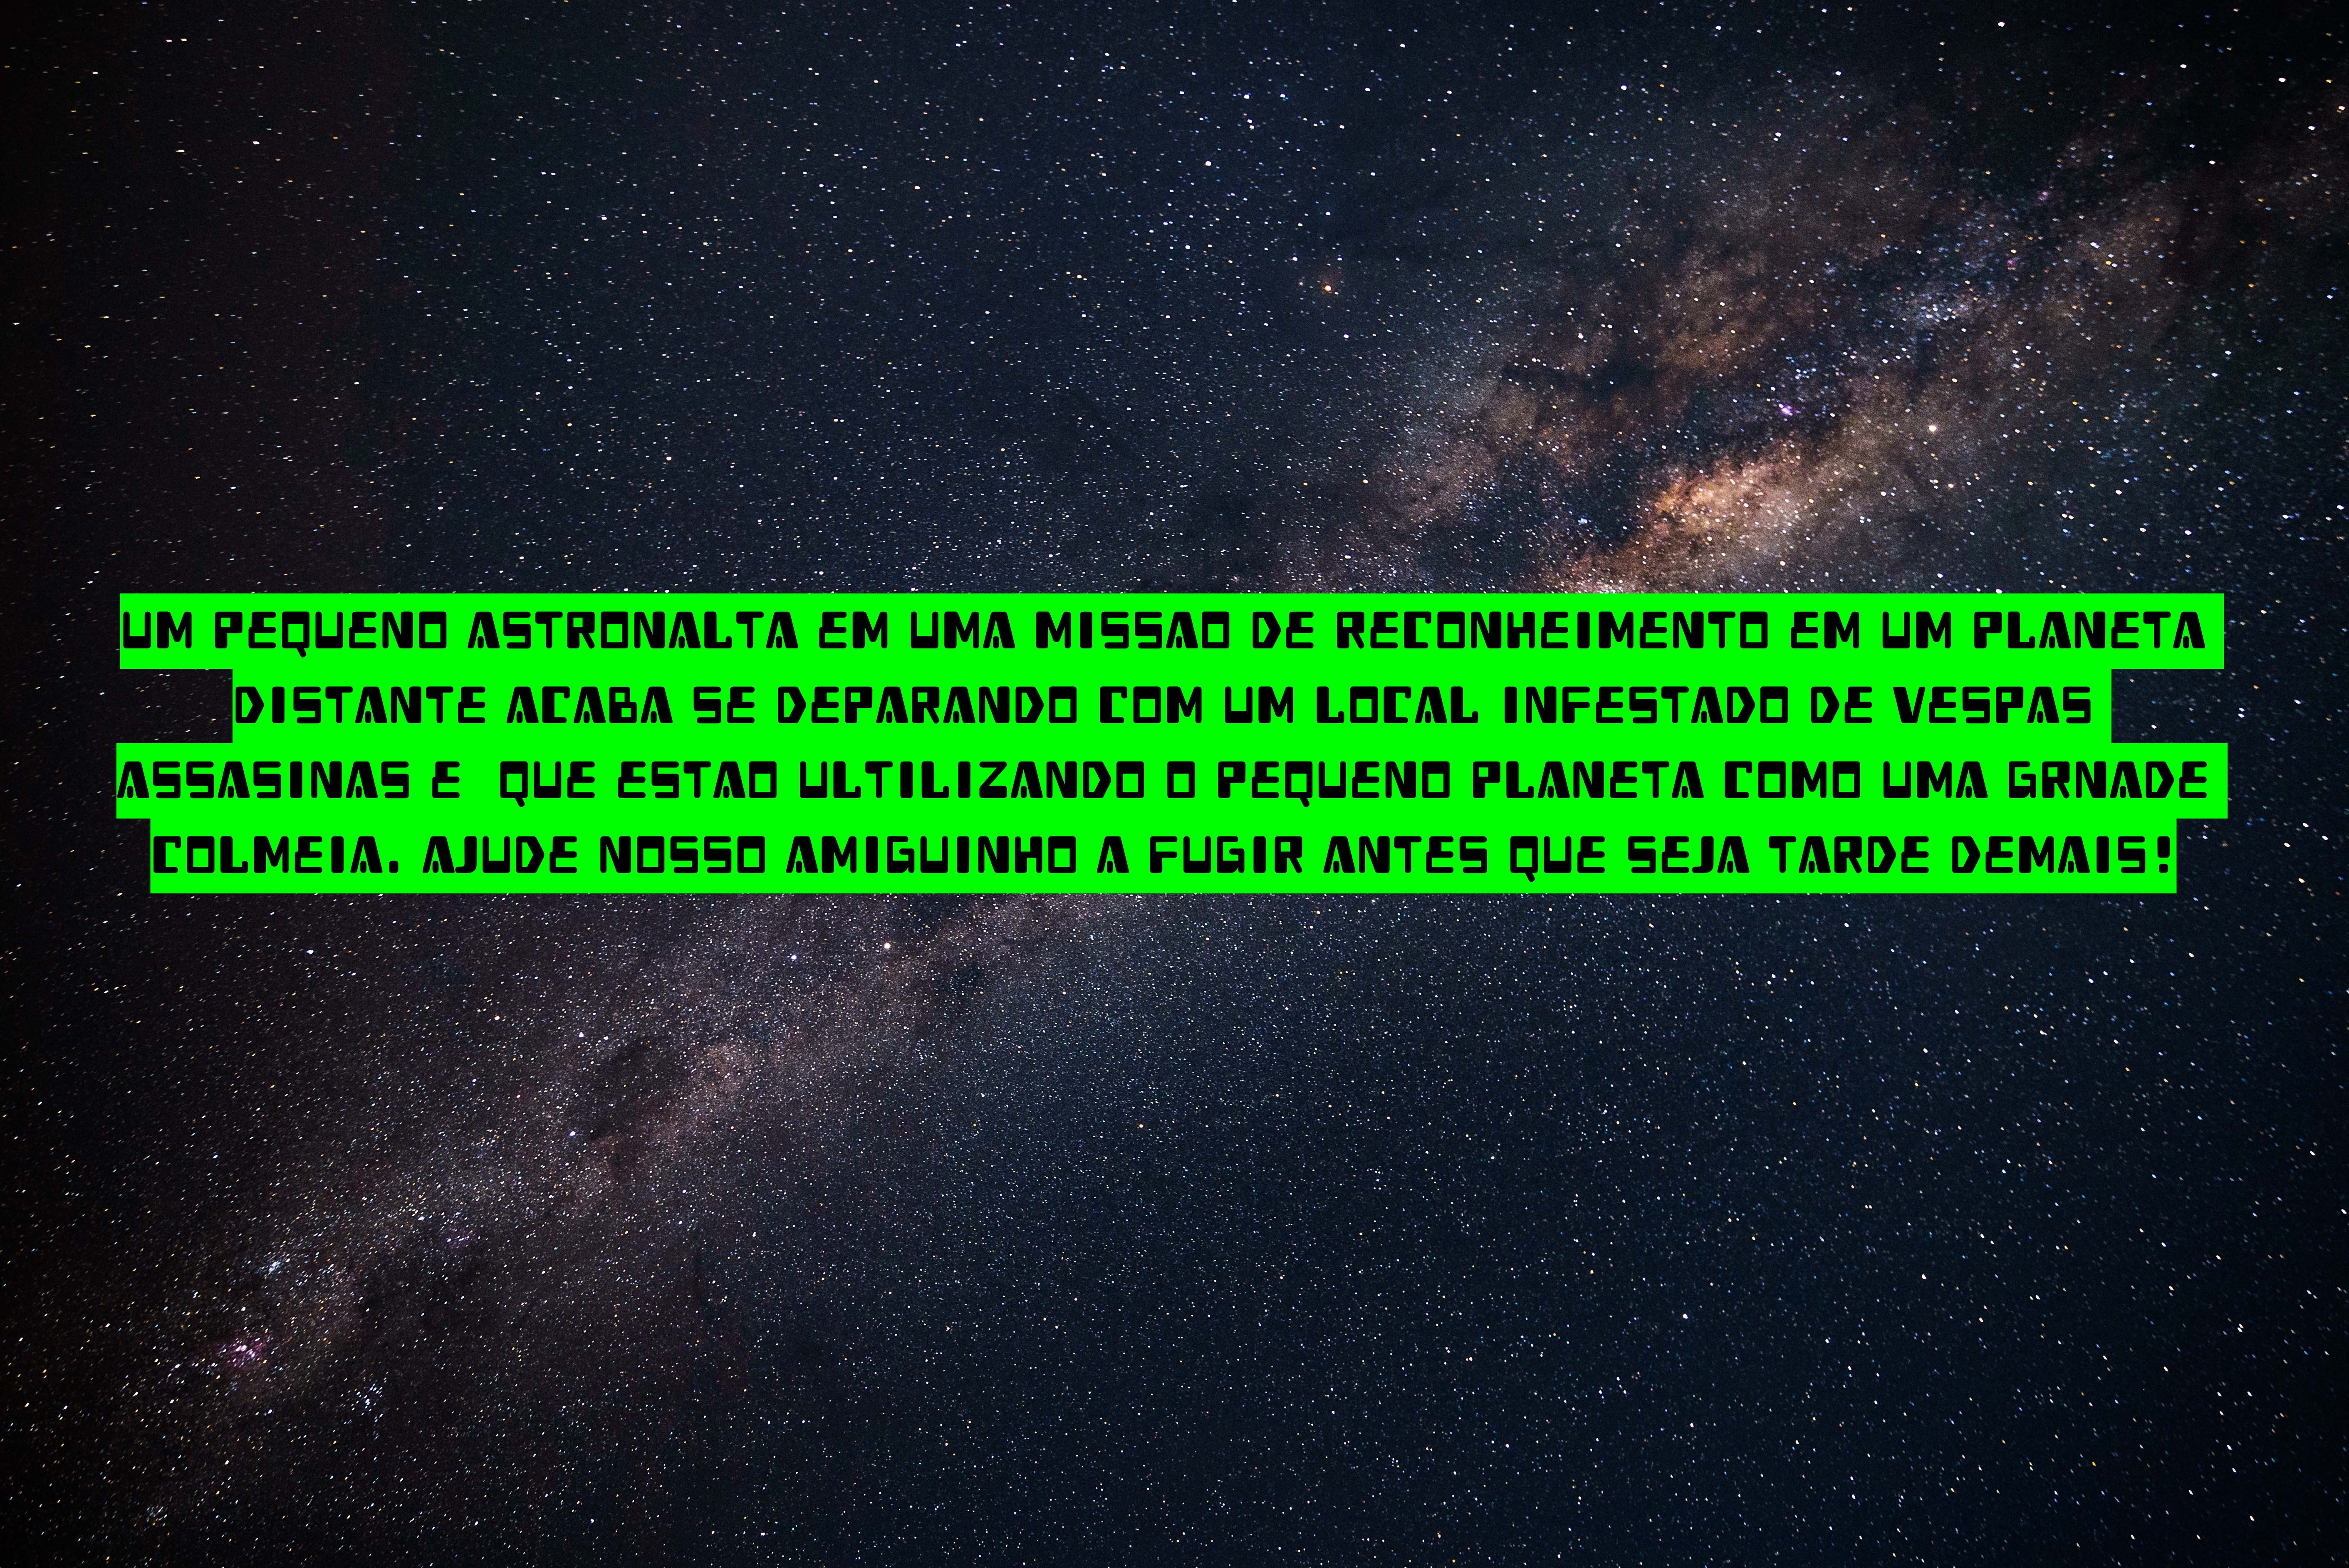 UM PEQUENO ASTRONALTA EM UMA MISSAO DE RECONHEIMENTO EM UM PLANETA
DISTANTE ACABA SE DEPARANDO COM UM LOCAL INFESTADO DE VESPAS
ASSASINAS E  QUE ESTAO ULTILIZANDO O PEQUENO PLANETA COMO UMA GRNADE
COLMEIA. AJUDE NOSSO AMIGUINHO A FUGIR ANTES QUE SEJA TARDE DEMAIS!